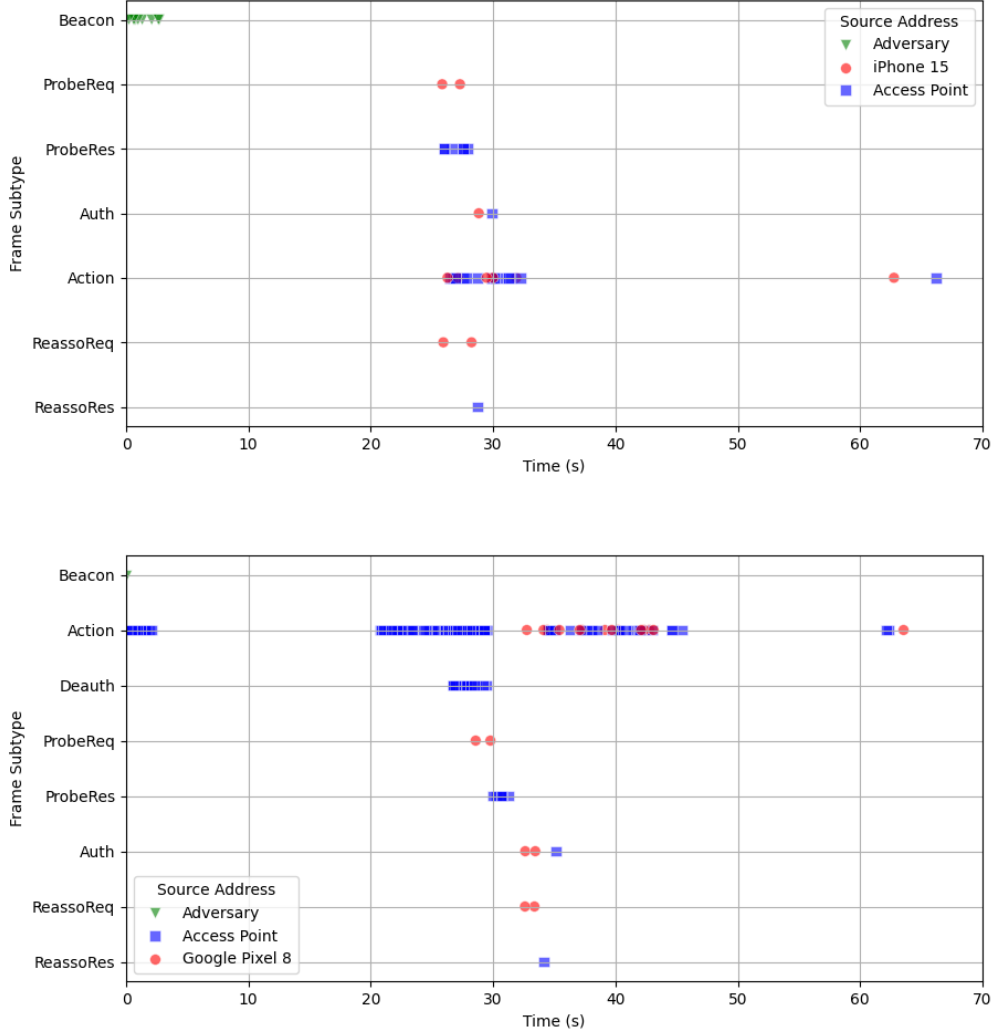 Beacon
ProbeReq
ProbeRes
Auth
Action
ReassoReq
ReassoRes
Frame Subtype
Source Address
Adversary
iPhone 15
Access Point
0 10 20 30 40 50 60 70
Time (s)
Beacon
Action
Deauth
ProbeReq
ProbeRes
Auth
ReassoReq
ReassoRes
Frame Subtype
Source Address
Adversary
Access Point
Google Pixel 8
0 10 20 30 40 50 60 70
Time (s)